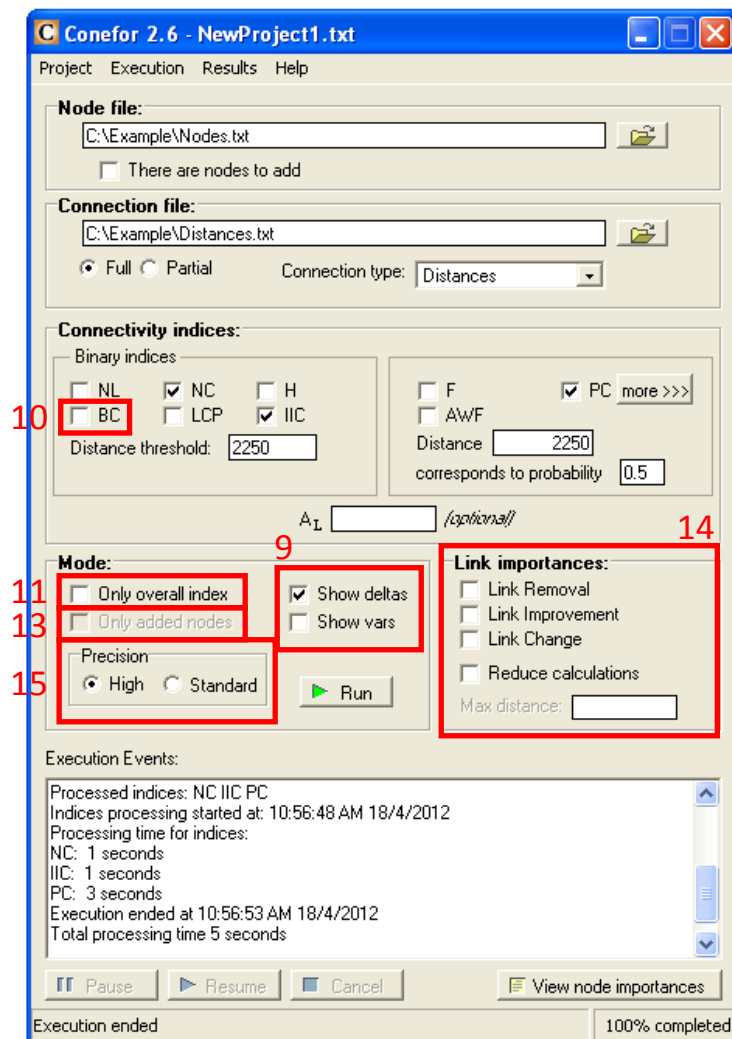 Conefor 2.6 - NewProject1.txt
Project Execution Results Help
Node file:
C:\Example\Nodes.txt
There are nodes to add
Connection file:
C:\Example\Distances.txt
Full Partial Connection type: Distances
Connectivity indices:
Binary indices
NL NC H
10 BC LCP IIC
Distance threshold: 2250
F PC more >>>
AWF
Distance 2250
corresponds to probability 0.5
AL (optional)
9
14
Mode:
11 Only overall index
13 Only added nodes
Show deltas
Show vars
Precision
15 High Standard
Run
Link importances:
Link Removal
Link Improvement
Link Change
Reduce calculations
Max distance:
Execution Events:
Processed indices: NC IIC PC
Indices processing started at: 10:56:48 AM 18/4/2012
Processing time for indices:
NC: 1 seconds
IIC: 1 seconds
PC: 3 seconds
Execution ended at 10:56:53 AM 18/4/2012
Total processing time 5 seconds
Pause Resume Cancel View node importances
Execution ended 100% completed